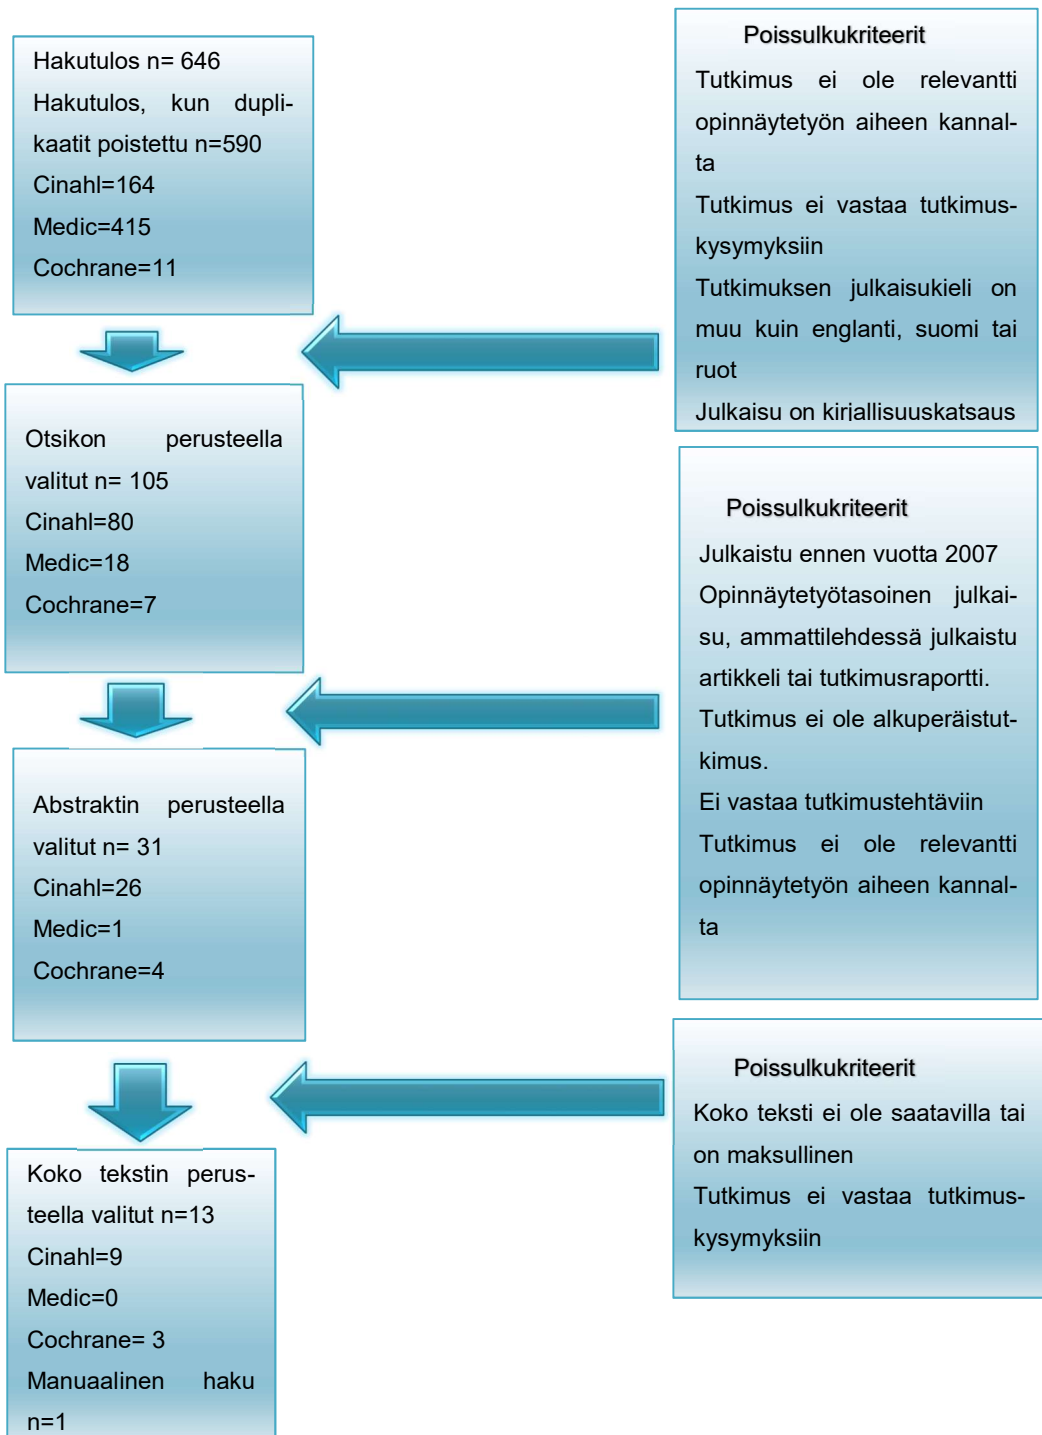 Hakutulos n= 646
Hakutulos, kun dupli-
kaatit poistettu n=590
Cinahl=164
Medic=415
Cochrane=11
Poissulkukriteerit
Tutkimus ei ole relevantti
opinnäytetyön aiheen kannal-
ta
Tutkimus ei vastaa tutkimus-
kysymyksiin
Tutkimuksen julkaisukieli on
muu kuin englanti, suomi tai
ruot
Julkaisu on kirjallisuuskatsaus
Otsikon perusteella
valitut n= 105
Cinahl=80
Medic=18
Cochrane=7
Poissulkukriteerit
Julkaistu ennen vuotta 2007
Opinnäytetyötasoinen julkai-
su, ammattilehdessä julkaistu
artikkeli tai tutkimusraportti.
Tutkimus ei ole alkuperäistut-
kimus.
Ei vastaa tutkimustehtäviin
Tutkimus ei ole relevantti
opinnäytetyön aiheen kannal-
ta
Abstraktin perusteella
valitut n= 31
Cinahl=26
Medic=1
Cochrane=4
Poissulkukriteerit
Koko teksti ei ole saatavilla tai
on maksullinen
Tutkimus ei vastaa tutkimus-
kysymyksiin
Koko tekstin perus-
teella valitut n=13
Cinahl=9
Medic=0
Cochrane= 3
Manuaalinen haku
n=1